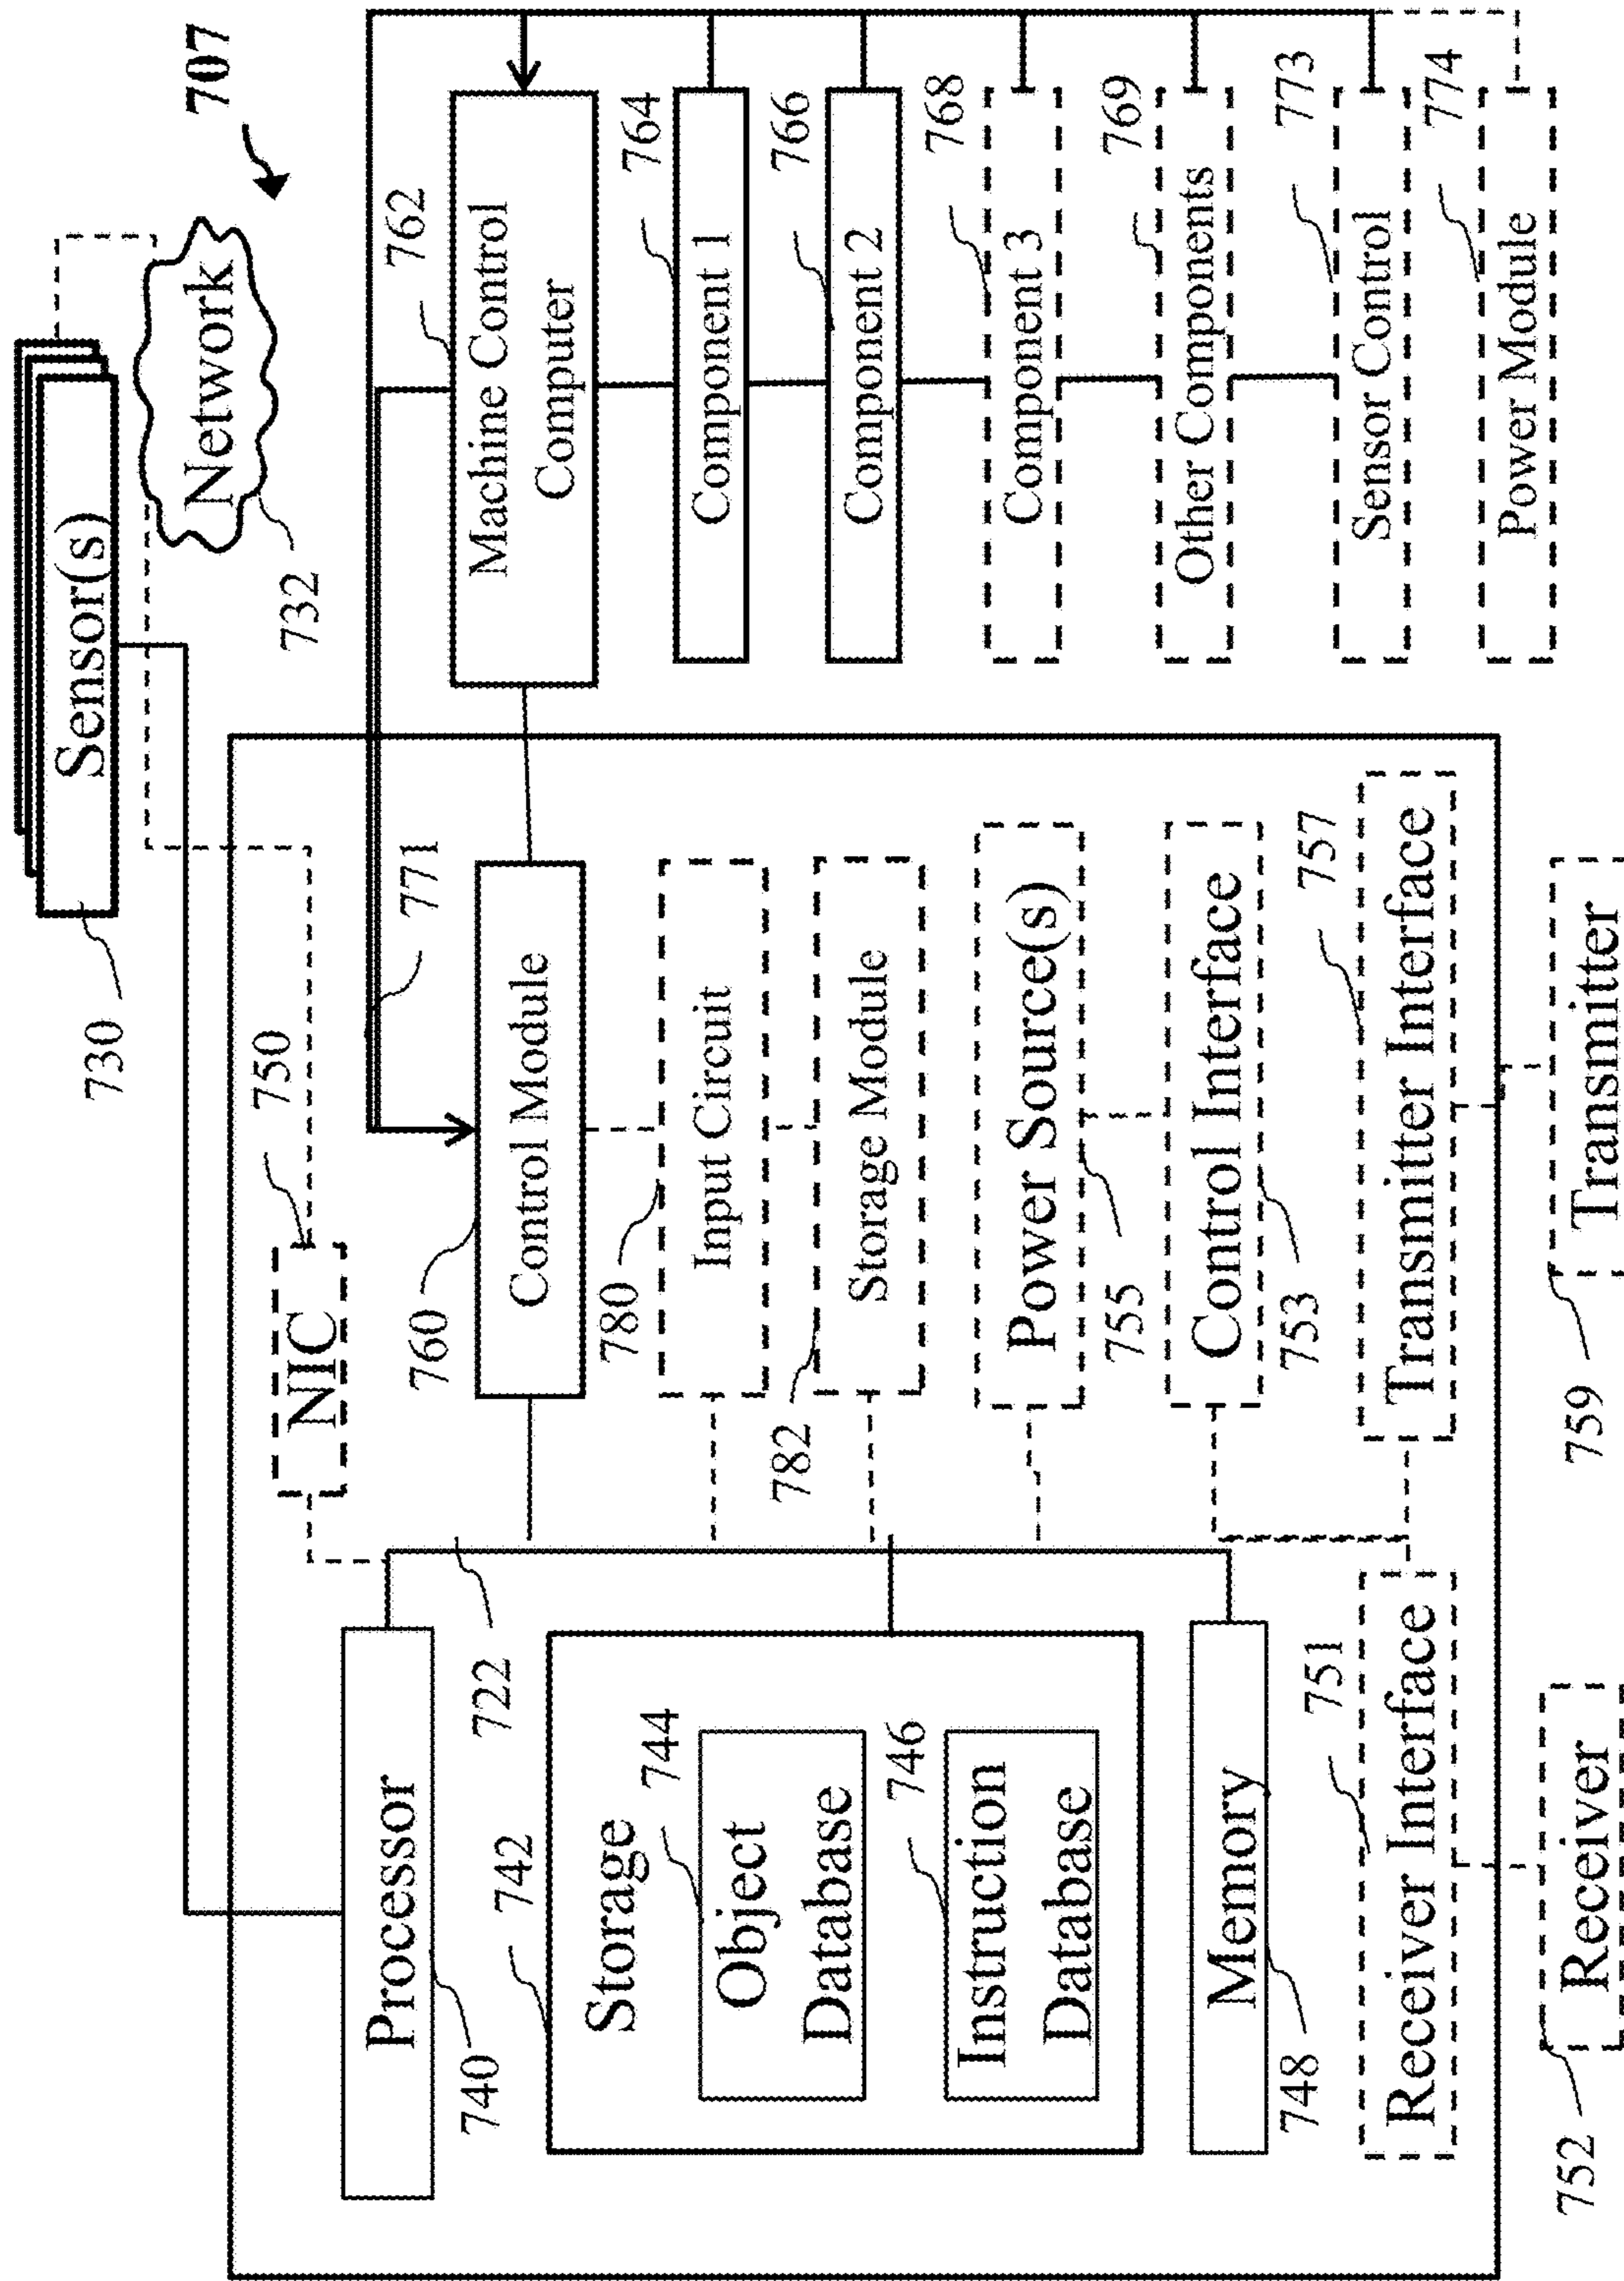 707
Sensor(s)
730
Network
732
NIC
750
771
Processor
740
722
Storage
742
Object
Database
744
Instruction
Database
746
Memory
748
Receiver Interface
751
Receiver
752
Control Module
760
Input Circuit
780
Storage Module
782
Power Source(s)
755
Control Interface
753
Transmitter Interface
757
Transmitter
759
Machine Control
Computer
762
Component 1
764
Component 2
766
Component 3
768
Other Components
769
Sensor Control
773
Power Module
774